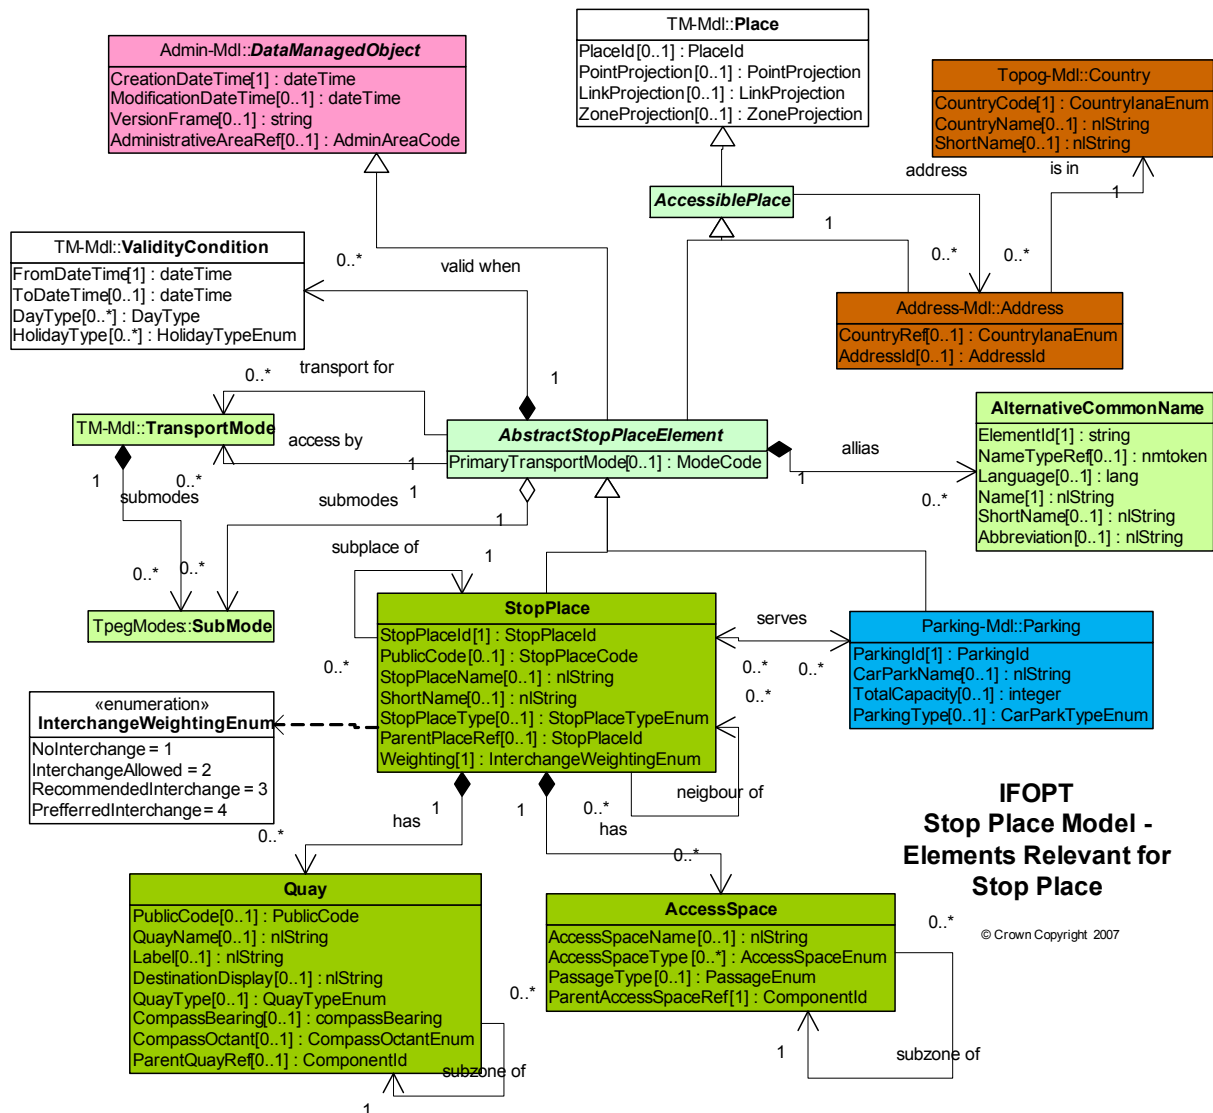 Admin-Mdl::DataManagedObject
CreationDateTime[1] : dateTime
ModificationDateTime[0..1] : dateTime
VersionFrame[0..1] : string
AdministrativeAreaRef[0..1] : AdminAreaCode
TM-Mdl::Place
PlaceId[0..1] : PlaceId
PointProjection[0..1] : PointProjection
LinkProjection[0..1] : LinkProjection
ZoneProjection[0..1] : ZoneProjection
Topog-Mdl::Country
CountryCode[1] : CountryIanaEnum
CountryName[0..1] : nlString
ShortName[0..1] : nlString
AccessiblePlace
address
is in
1
1
0..*
0..*
TM-Mdl::ValidityCondition
FromDateTime[1] : dateTime
ToDateTime[0..1] : dateTime
DayType[0..*] : DayType
HolidayType[0..*] : HolidayTypeEnum
0..*
valid when
1
Address-Mdl::Address
CountryRef[0..1] : CountryIanaEnum
AddressId[0..1] : AddressId
0..*
transport for
TM-Mdl::TransportMode
access by
1
0..*
1
AbstractStopPlaceElement
PrimaryTransportMode[0..1] : ModeCode
allias
1
0..*
AlternativeCommonName
ElementId[1] : string
NameTypeRef[0..1] : nmtoken
Language[0..1] : lang
Name[1] : nlString
ShortName[0..1] : nlString
Abbreviation[0..1] : nlString
1
submodes
submodes
1
0..*
0..*
TpegModes::SubMode
subplace of
1
0..*
StopPlace
StopPlaceId[1] : StopPlaceId
PublicCode[0..1] : StopPlaceCode
StopPlaceName[0..1] : nlString
ShortName[0..1] : nlString
StopPlaceType[0..1] : StopPlaceTypeEnum
ParentPlaceRef[0..1] : StopPlaceId
Weighting[1] : InterchangeWeightingEnum
serves
0..*
0..*
0..*
Parking-Mdl::Parking
ParkingId[1] : ParkingId
CarParkName[0..1] : nlString
TotalCapacity[0..1] : integer
ParkingType[0..1] : CarParkTypeEnum
«enumeration»
InterchangeWeightingEnum
NoInterchange = 1
InterchangeAllowed = 2
RecommendedInterchange = 3
PrefferredInterchange = 4
neigbour of
0..*
1
has
0..*
1
has
0..*
IFOPT
Stop Place Model -
Elements Relevant for
Stop Place
© Crown Copyright 2007
Quay
PublicCode[0..1] : PublicCode
QuayName[0..1] : nlString
Label[0..1] : nlString
DestinationDisplay[0..1] : nlString
QuayType[0..1] : QuayTypeEnum
CompassBearing[0..1] : compassBearing
CompassOctant[0..1] : CompassOctantEnum
ParentQuayRef[0..1] : ComponentId
0..*
subzone of
1
AccessSpace
AccessSpaceName[0..1] : nlString
AccessSpaceType[0..*] : AccessSpaceEnum
PassageType[0..1] : PassageEnum
ParentAccessSpaceRef[1] : ComponentId
0..*
1
subzone of